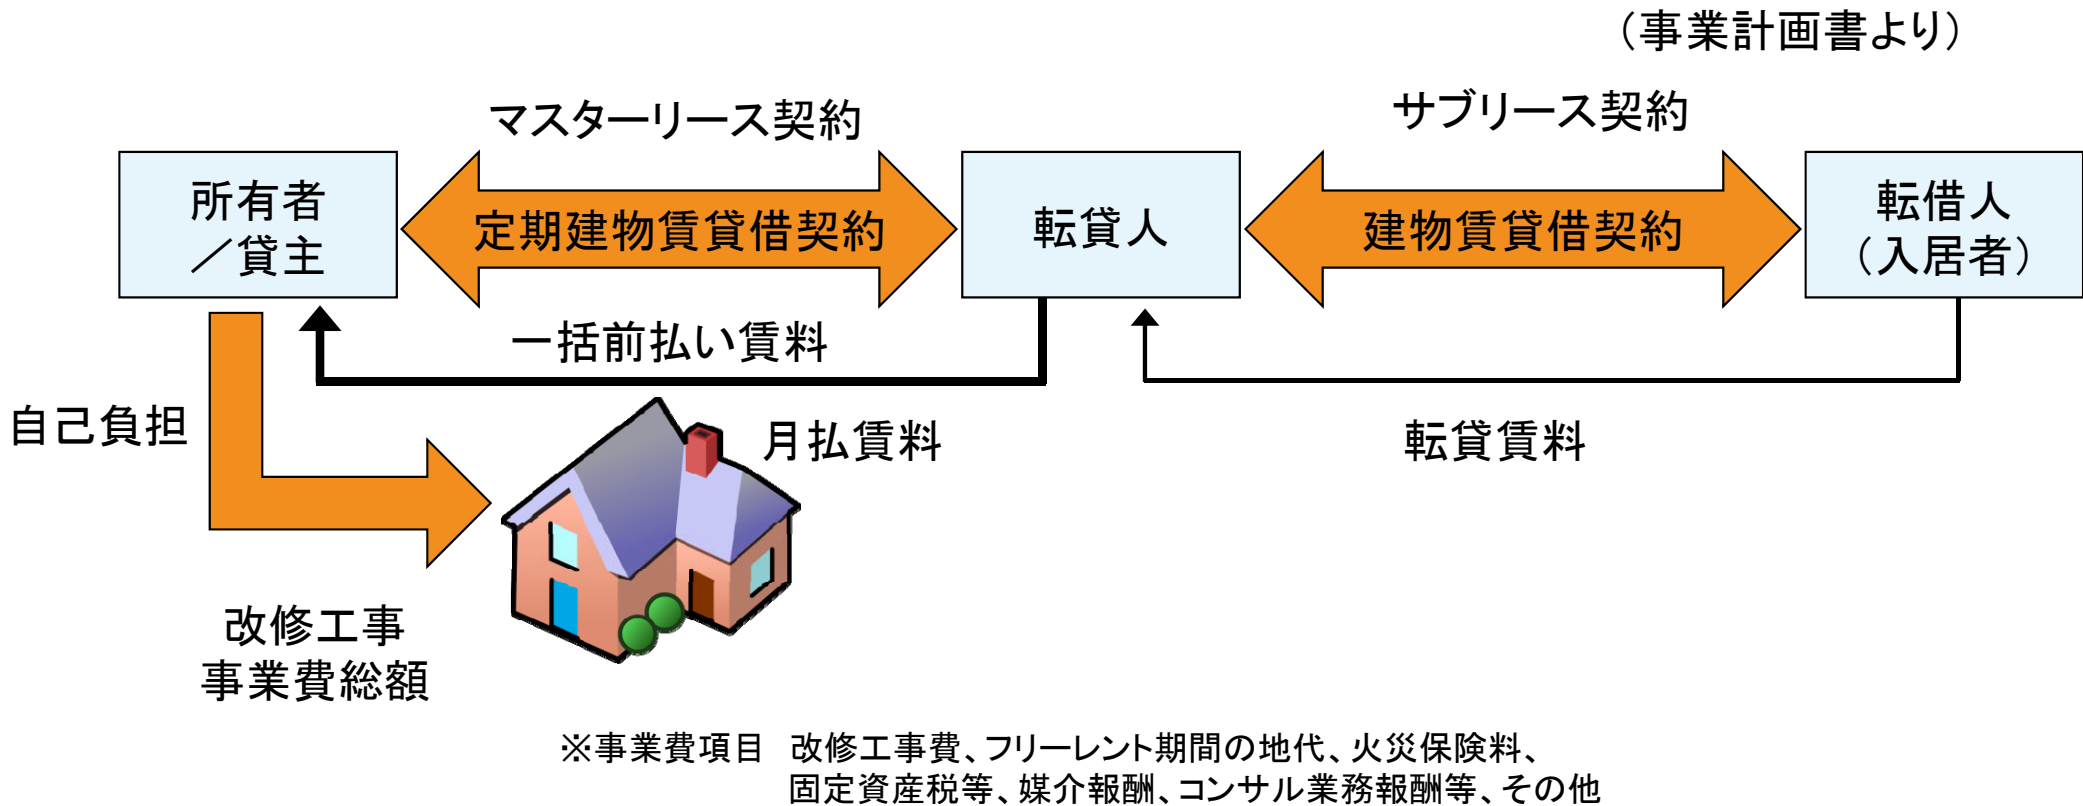 （事業計画書より）
マスターリース契約
サブリース契約
所有者
／貸主
定期建物賃貸借契約
転貸人
建物賃貸借契約
転借人
（入居者）
一括前払い賃料
自己負担
月払賃料
転貸賃料
改修工事
事業費総額
※事業費項目　改修工事費、フリーレント期間の地代、火災保険料、
固定資産税等、媒介報酬、コンサル業務報酬等、その他